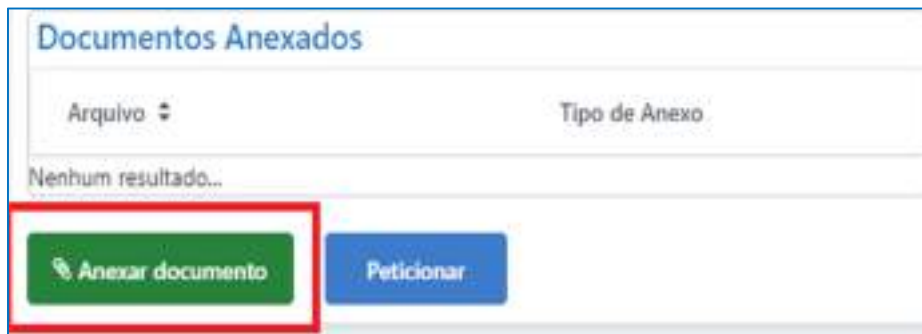 Documentos Anexados
Arquivo Tipo de Anexo
Nenhum resultado...
Anexar documento Peticionar